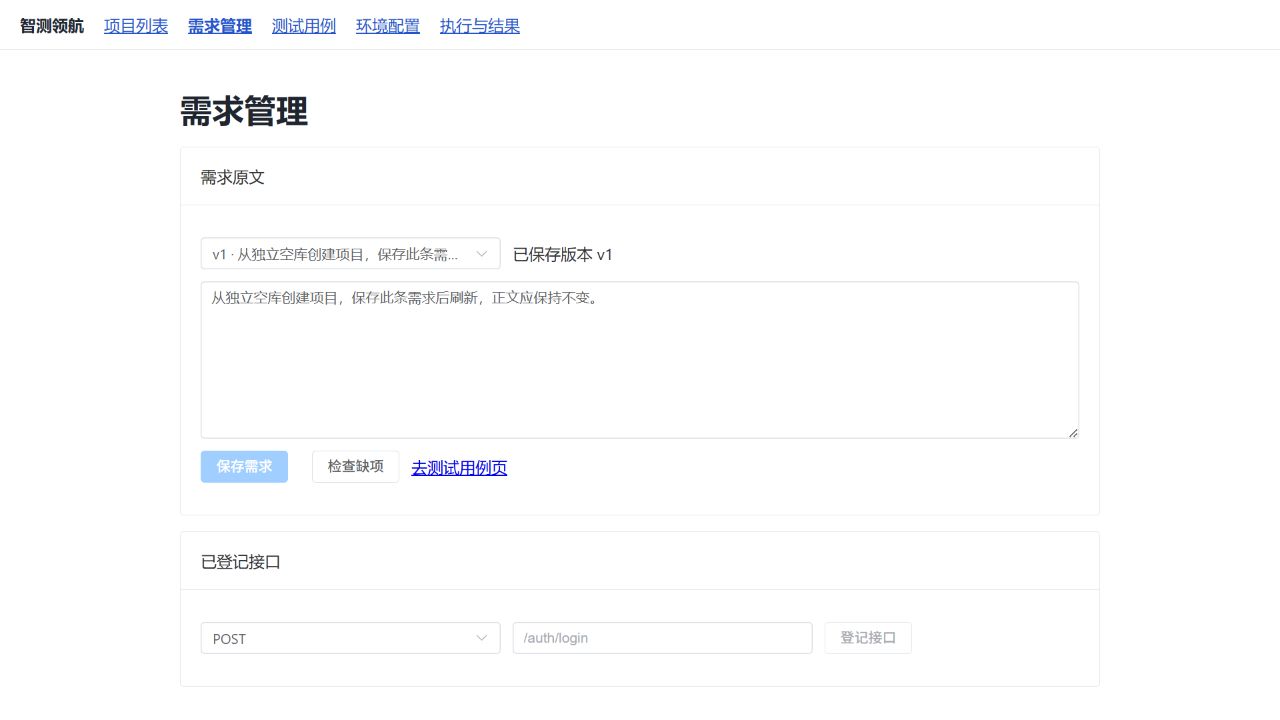 智测领航 项目列表 需求管理 测试用例 环境配置 执行与结果
需求管理
需求原文
v1 · 从独立空库创建项目，保存此条需... 已保存版本 v1
从独立空库创建项目，保存此条需求后刷新，正文应保持不变。
保存需求 检查缺项 去测试用例页
已登记接口
POST /auth/login 登记接口